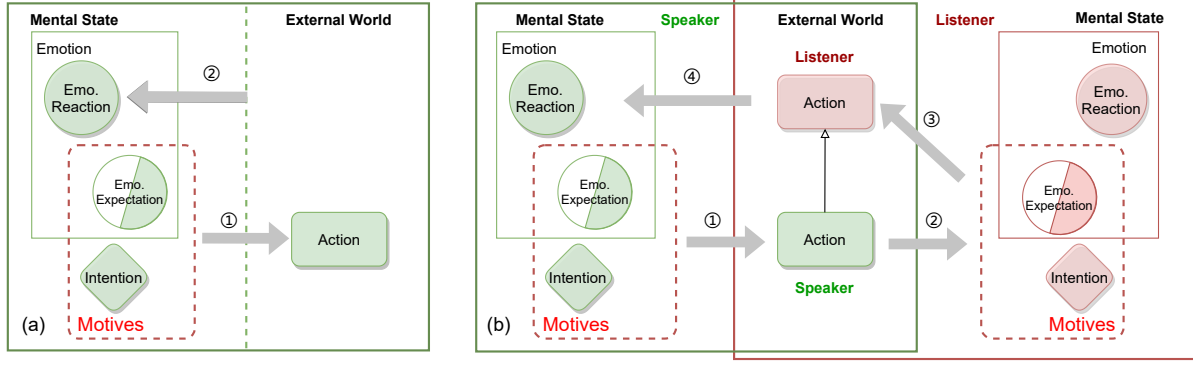 Mental State
External World
Emotion
②
Emo.
Reaction
Emo.
Expectation
①
Action
Intention
(a)
Motives
Mental State
Speaker
External World
Listener
Mental State
Emotion
Listener
④
Emo.
Reaction
Action
③
Emo.
Reaction
Emo.
Expectation
①
Action
②
Emo.
Expectation
Intention
Speaker
Intention
(b)
Motives
Motives